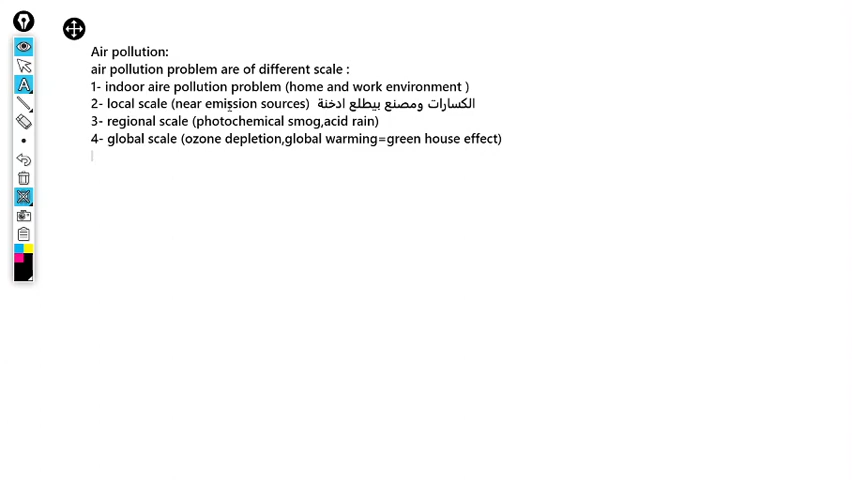 Air pollution:
air pollution problem are of different scale :
1- indoor aire pollution problem (home and work environment )
2- local scale (near emission sources) الكسارات ومصنع بيطلع ادخنة
3- regional scale (photochemical smog,acid rain)
4- global scale (ozone depletion,global warming=green house effect)